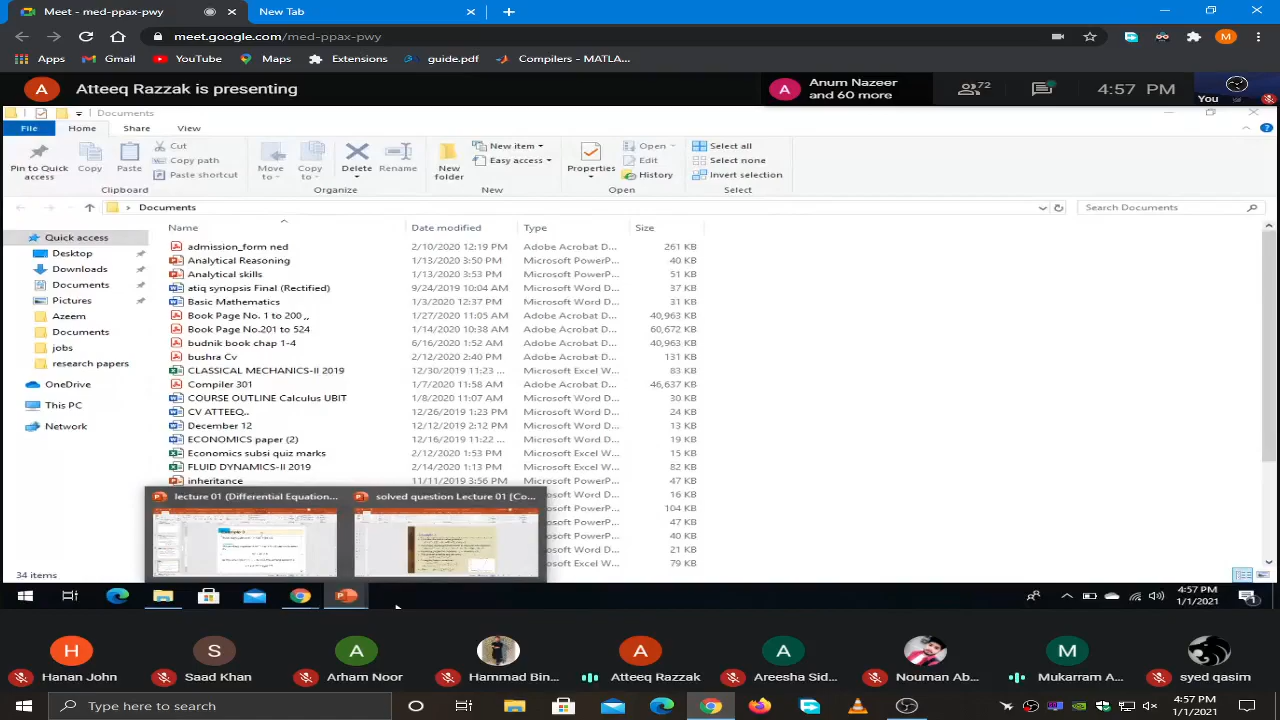 Meet - med-ppax-pwy
New Tab
meet.google.com/med-ppax-pwy
M
Apps Gmail YouTube Maps Extensions guide.pdf Compilers - MATLA...
A Atteeq Razzak is presenting
A Anum Nazeer and 60 more
72
4:57 PM
You
Documents
File Home Share View
Pin to Quick access
Copy
Paste
Cut
Copy path
Paste shortcut
Clipboard
Move to
Copy to
Delete
Rename
Organize
New folder
New item
Easy access
New
Properties
Open
Edit
History
Open
Select all
Select none
Invert selection
Select
Documents
Search Documents
Name Date modified Type Size
Quick access
Desktop
Downloads
Documents
Pictures
Azeem
Documents
jobs
research papers
OneDrive
This PC
Network
admission_form ned 2/10/2020 12:19 PM Adobe Acrobat D... 261 KB
Analytical Reasoning 1/13/2020 3:50 PM Microsoft PowerP... 40 KB
Analytical skills 1/13/2020 3:53 PM Microsoft PowerP... 51 KB
atiq synopsis Final (Rectified) 9/24/2019 10:04 AM Microsoft Word D... 37 KB
Basic Mathematics 1/3/2020 12:37 PM Microsoft Word D... 31 KB
Book Page No. 1 to 200 ,, 1/27/2020 11:05 AM Adobe Acrobat D... 40,963 KB
Book Page No.201 to 524 1/14/2020 10:38 AM Adobe Acrobat D... 60,672 KB
budnik book chap 1-4 6/16/2020 1:52 AM Adobe Acrobat D... 40,963 KB
bushra Cv 2/12/2020 2:40 PM Adobe Acrobat D... 131 KB
CLASSICAL MECHANICS-II 2019 12/30/2019 11:23 ... Microsoft Excel W... 83 KB
Compiler 301 1/7/2020 11:58 AM Adobe Acrobat D... 46,637 KB
COURSE OUTLINE Calculus UBIT 1/8/2020 11:07 AM Microsoft Word D... 30 KB
CV ATTEEQ.. 12/26/2019 1:23 PM Microsoft Word D... 24 KB
December 12 12/12/2019 2:12 PM Microsoft Word D... 13 KB
ECONOMICS paper (2) 12/16/2019 11:22 ... Microsoft Word D... 19 KB
Economics subsi quiz marks 2/12/2020 1:53 PM Microsoft Excel W... 15 KB
FLUID DYNAMICS-II 2019 2/14/2020 1:13 PM Microsoft Excel W... 82 KB
inheritance 11/11/2019 3:56 PM Microsoft PowerP... 47 KB
lecture 01 (Differential Equation... solved question Lecture 01 [Co...
Microsoft Word D... 16 KB
Microsoft PowerP... 104 KB
Microsoft PowerP... 47 KB
Microsoft PowerP... 40 KB
Microsoft Word D... 21 KB
Microsoft Excel W... 79 KB
34 items
4:57 PM
1/1/2021
H S A A A M
Hanan John Saad Khan Arham Noor Hammad Bin... Atteeq Razzak Areesha Sid... Nouman Ab... Mukarram A... syed qasim
Type here to search
4:57 PM
1/1/2021